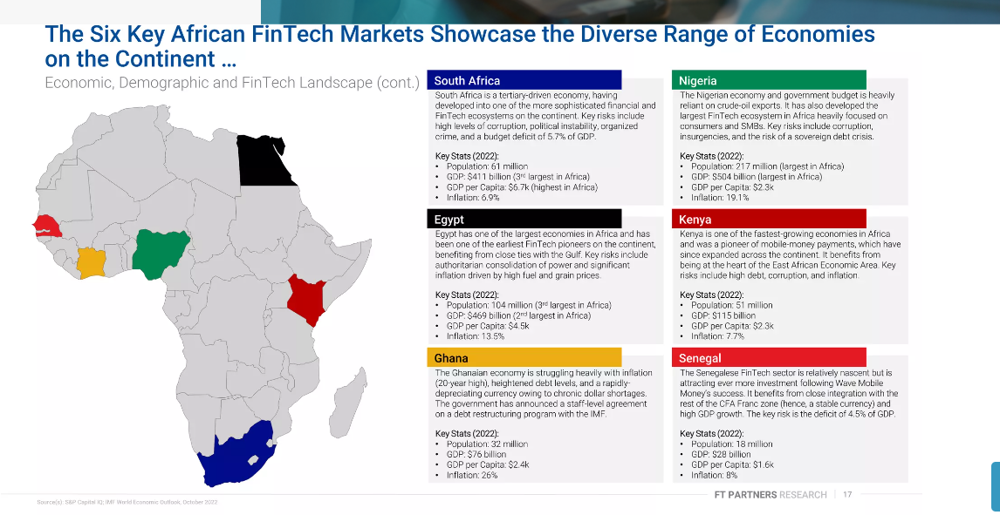 The Six Key African FinTech Markets Showcase the Diverse Range of Economies
on the Continent …
Economic, Demographic and FinTech Landscape (cont.)
South Africa
South Africa is a tertiary-driven economy, having
developed into one of the more sophisticated financial and
FinTech ecosystems on the continent. Key risks include
high levels of corruption, political instability, organized
crime, and a budget deficit of 5.7% of GDP.
Key Stats (2022):
• Population: 61 million
• GDP: $411 billion (3rd largest in Africa)
• GDP per Capita: $6.7k (highest in Africa)
• Inflation: 6.9%
Nigeria
The Nigerian economy and government budget is heavily
reliant on crude-oil exports. It has also developed the
largest FinTech ecosystem in Africa heavily focused on
consumers and SMBs. Key risks include corruption,
insurgencies, and the risk of a sovereign debt crisis.
Key Stats (2022):
• Population: 217 million (largest in Africa)
• GDP: $504 billion (largest in Africa)
• GDP per Capita: $2.3k
• Inflation: 19.1%
Egypt
Egypt has one of the largest economies in Africa and has
been one of the earliest FinTech pioneers on the continent,
benefiting from close ties with the Gulf. Key risks include
authoritarian consolidation of power and significant
inflation driven by high fuel and grain prices.
Key Stats (2022):
• Population: 104 million (3rd largest in Africa)
• GDP: $469 billion (2nd largest in Africa)
• GDP per Capita: $4.5k
• Inflation: 13.5%
Kenya
Kenya is one of the fastest-growing economies in Africa
and was a pioneer of mobile-money payments, which have
since expanded across the continent. It benefits from
being at the heart of the East African Economic Area. Key
risks include high debt, corruption, and inflation.
Key Stats (2022):
• Population: 51 million
• GDP: $115 billion
• GDP per Capita: $2.3k
• Inflation: 7.7%
Ghana
The Ghanaian economy is struggling heavily with inflation
(20-year high), heightened debt levels, and a rapidly-
depreciating currency owing to chronic dollar shortages.
The government has announced a staff-level agreement
on a debt restructuring program with the IMF.
Key Stats (2022):
• Population: 32 million
• GDP: $76 billion
• GDP per Capita: $2.4k
• Inflation: 26%
Senegal
The Senegalese FinTech sector is relatively nascent but is
attracting ever more investment following Wave Mobile
Money's success. It benefits from close integration with the
rest of the CFA Franc zone (hence, a stable currency) and
high GDP growth. The key risk is the deficit of 4.5% of GDP.
Key Stats (2022):
• Population: 18 million
• GDP: $28 billion
• GDP per Capita: $1.6k
• Inflation: 8%
Source(s): S&P Capital IQ; IMF World Economic Outlook, October 2022
FT PARTNERS RESEARCH | 17